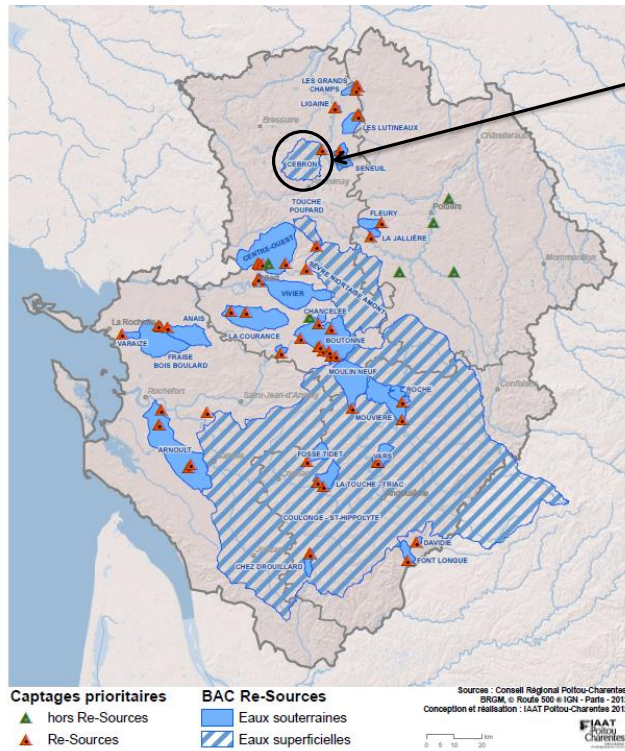 LES GRANDS
CHAMPS
LIGAINE
Bressuire
LES LUTINEAUX
Châtellerault
CEBRON
SENEUIL
TOUCHE
POUPARD
FLEURY
Poitiers
LA JALLIÈRE
CENTRE-OUEST
SÈVRE NIORTAISE AMONT
Montmorillon
VIVIER
CHANCELEE
La Rochelle
ANAIS
VARAIZE
LA COURANCE
BOUTONNE
FRAISE
BOIS BOULARD
MOULIN NEUF
Rochefort
Saint-Jean-d'Angély
ROCHE
Confolens
MOUVIERE
ARNOULT
FOSSE TIDET
VARS
LA TOUCHE - TRIAC
Angoulême
COULONGE - ST-HIPPOLYTE
CHEZ DROUILLARD
DAVIDIE
FONT LONGUE
Captages prioritaires
hors Re-Sources
Re-Sources
BAC Re-Sources
Eaux souterraines
Eaux superficielles
Sources : Conseil Régional Poitou-Charentes
BRGM, © Route 500 ® IGN - Paris - 201
Conception et réalisation : IAAT Poitou-Charentes 201
km
0 5 10 20
IAAT
Poitou
Charentes